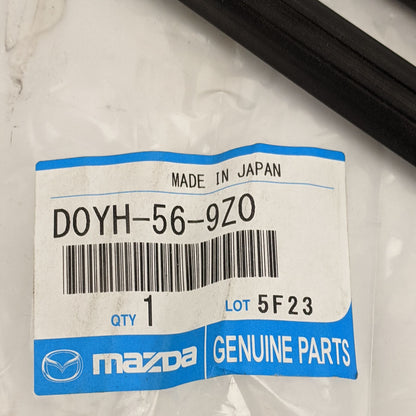 MADE IN JAPAN
D0YH-56-9Z0
QTY 1 LOT 5F23
mazda GENUINE PARTS